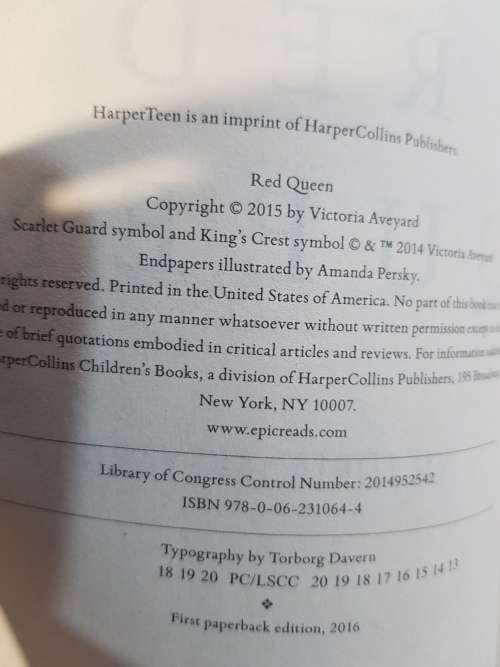 HarperTeen is an imprint of HarperCollins Publishers.
Red Queen
Copyright © 2015 by Victoria Aveyard
Scarlet Guard symbol and King's Crest symbol © & ™ 2014 Victoria Aveyard
Endpapers illustrated by Amanda Persky.
rights reserved. Printed in the United States of America. No part of this book
or reproduced in any manner whatsoever without written permission except
of brief quotations embodied in critical articles and reviews. For information
HarperCollins Children's Books, a division of HarperCollins Publishers, 195 Broadway
New York, NY 10007.
www.epicreads.com
Library of Congress Control Number: 2014952542
ISBN 978-0-06-231064-4
Typography by Torborg Davern
18 19 20 PC/LSCC 20 19 18 17 16 15 14 13
❖
First paperback edition, 2016